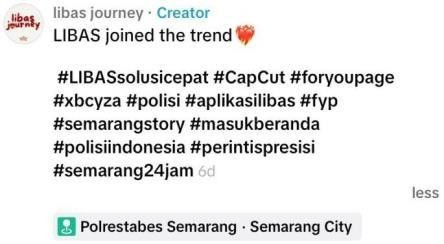 libas journey
libas journey · Creator
LIBAS joined the trend❤️‍🔥
#LIBASsolusicepat #CapCut #foryoupage
#xbcyza #polisi #aplikasilibas #fyp
#semarangstory #masukberanda
#polisiindonesia #perintispresisi
#semarang24jam 6d
less
Polrestabes Semarang · Semarang City